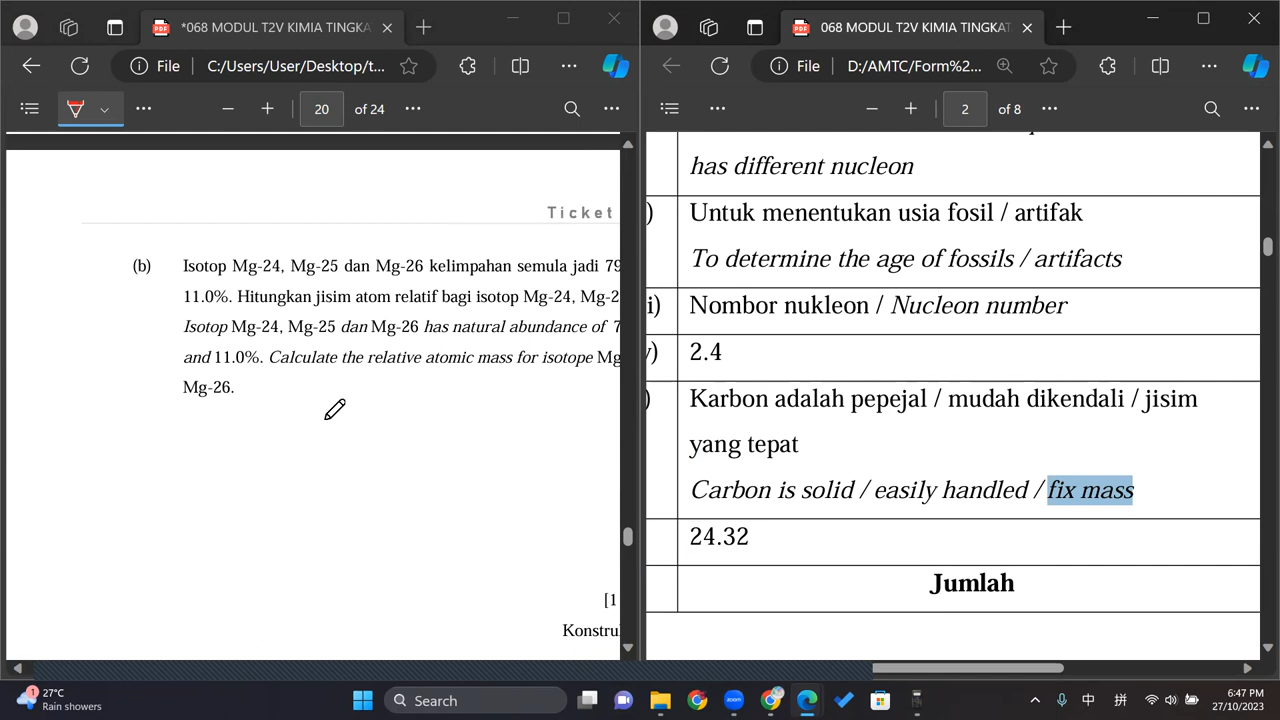 *068 MODUL T2V KIMIA TINGKA
File C:/Users/User/Desktop/t...
20 of 24
Ticket
(b) Isotop Mg-24, Mg-25 dan Mg-26 kelimpahan semula jadi 79
11.0%. Hitungkan jisim atom relatif bagi isotop Mg-24, Mg-2
Isotop Mg-24, Mg-25 dan Mg-26 has natural abundance of 7
and 11.0%. Calculate the relative atomic mass for isotope Mg
Mg-26.
[1
Konstru
068 MODUL T2V KIMIA TINGKAT
File D:/AMTC/Form%2...
2 of 8
has different nucleon
) Untuk menentukan usia fosil / artifak
To determine the age of fossils / artifacts
i) Nombor nukleon / Nucleon number
v) 2.4
) Karbon adalah pepejal / mudah dikendali / jisim
yang tepat
Carbon is solid / easily handled / fix mass
24.32
Jumlah
1
27°C
Rain showers
Search
zoom
中 拼
6:47 PM
27/10/2023